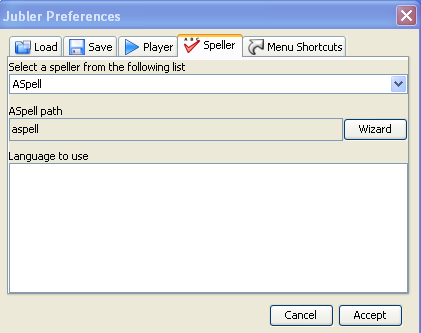 Jubler Preferences
Load Save Player Speller Menu Shortcuts
Select a speller from the following list
ASpell
ASpell path
aspell Wizard
Language to use
Cancel Accept